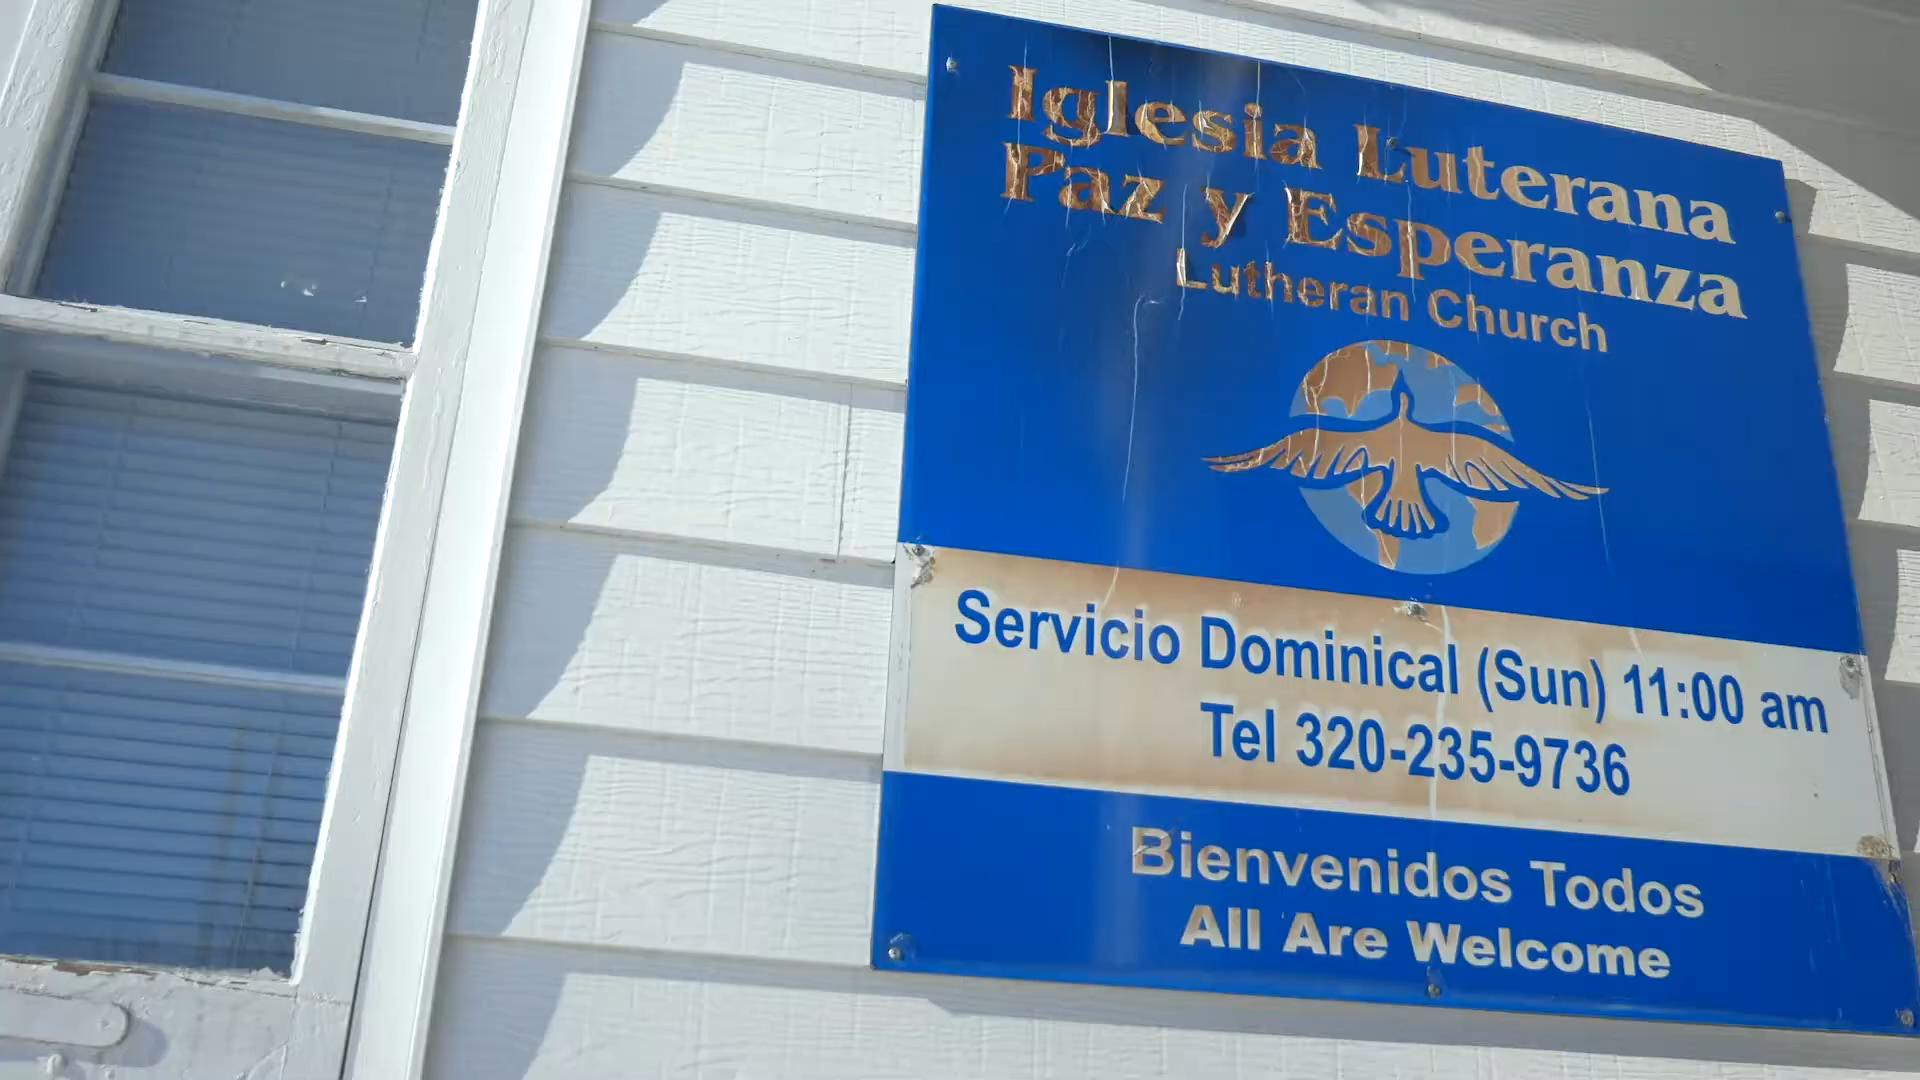 Iglesia Luterana
Paz y Esperanza
Lutheran Church
Servicio Dominical (Sun) 11:00 am
Tel 320-235-9736
Bienvenidos Todos
All Are Welcome